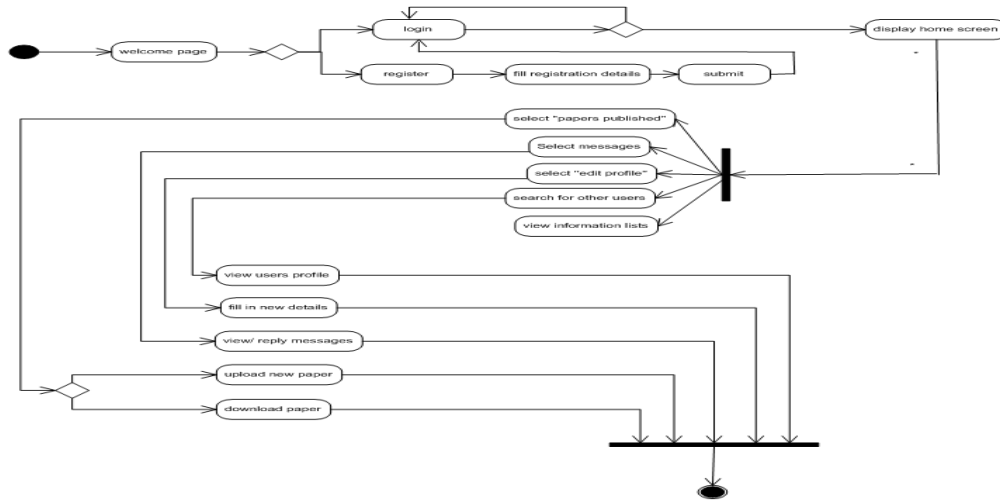 login
display home screen
welcome page
register
fill registration details
submit
select "papers published"
Select messages
select "edit profile"
search for other users
view information lists
view users profile
fill in new details
view/ reply messages
upload new paper
download paper